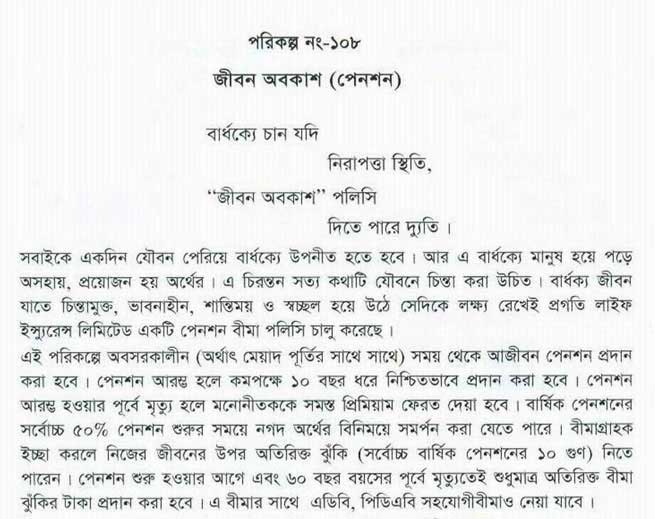 পরিকল্প নং-১০৮
জীবন অবকাশ (পেনশন)
বার্ধক্যে চান যদি
নিরাপত্তা স্থিতি,
“জীবন অবকাশ” পলিসি
দিতে পারে দ্যুতি ।
সবাইকে একদিন যৌবন পেরিয়ে বার্ধক্যে উপনীত হতে হবে । আর এ বার্ধক্যে মানুষ হয়ে পড়ে
অসহায়, প্রয়োজন হয় অর্থের । এ চিরন্তন সত্য কথাটি যৌবনে চিন্তা করা উচিত । বার্ধক্য জীবন
যাতে চিন্তামুক্ত, ভাবনাহীন, শান্তিময় ও স্বচ্ছল হয়ে উঠে সেদিকে লক্ষ্য রেখেই প্রগতি লাইফ
ইন্স্যুরেন্স লিমিটেড একটি পেনশন বীমা পলিসি চালু করেছে ।
এই পরিকল্পে অবসরকালীন (অর্থাৎ মেয়াদ পূর্তির সাথে সাথে) সময় থেকে আজীবন পেনশন প্রদান
করা হবে । পেনশন আরম্ভ হলে কমপক্ষে ১০ বছর ধরে নিশ্চিতভাবে প্রদান করা হবে । পেনশন
আরম্ভ হওয়ার পূর্বে মৃত্যু হলে মনোনীতককে সমস্ত প্রিমিয়াম ফেরত দেয়া হবে । বার্ষিক পেনশনের
সর্বোচ্চ ৫০% পেনশন শুরুর সময়ে নগদ অর্থের বিনিময়ে সমর্পন করা যেতে পারে । বীমাগ্রাহক
ইচ্ছা করলে নিজের জীবনের উপর অতিরিক্ত ঝুঁকি (সর্বোচ্চ বার্ষিক পেনশনের ১০ গুণ) নিতে
পারেন । পেনশন শুরু হওয়ার আগে এবং ৬০ বছর বয়সের পূর্বে মৃত্যুতেই শুধুমাত্র অতিরিক্ত বীমা
ঝুঁকির টাকা প্রদান করা হবে । এ বীমার সাথে এডিবি, পিডিএবি সহযোগীবীমাও নেয়া যাবে ।